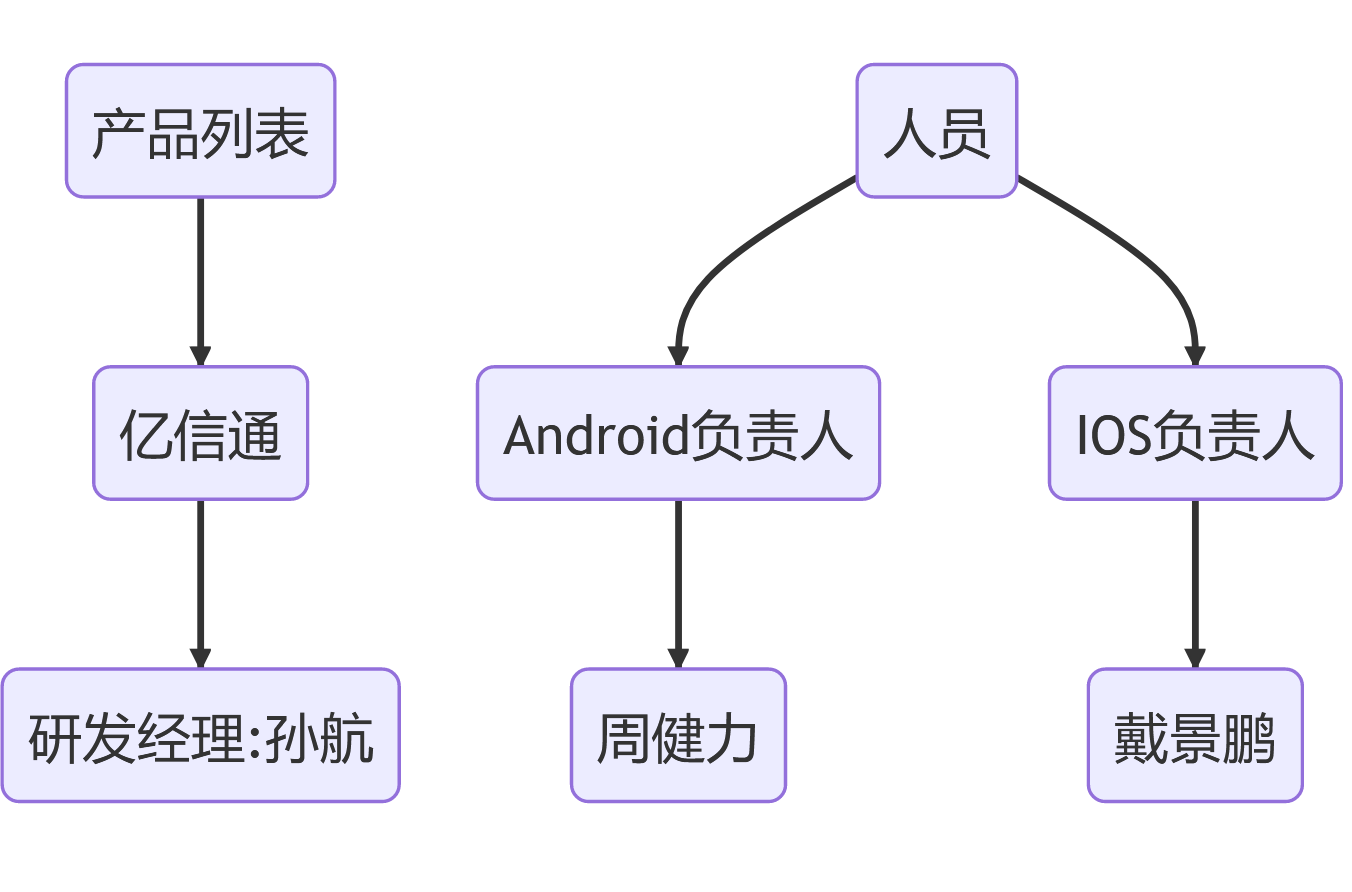 产品列表
人员
亿信通
Android负责人
IOS负责人
研发经理:孙航
周健力
戴景鹏